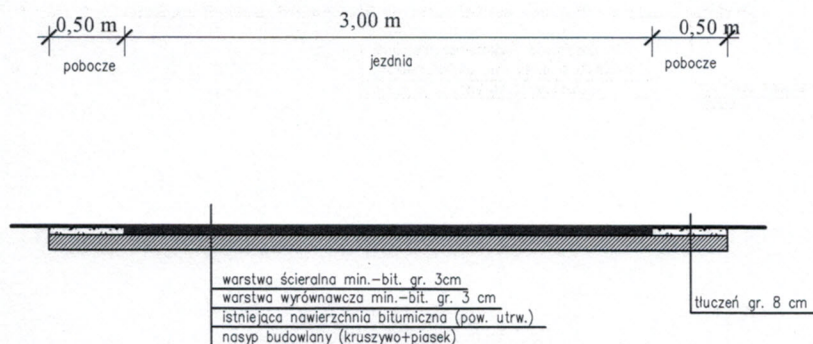 0,50 m 3,00 m 0,50 m
pobocze jezdnia pobocze
warstwa ścieralna min.-bit. gr. 3cm
warstwa wyrównawcza min.-bit. gr. 3 cm
istniejąca nawierzchnia bitumiczna (pow. utrw.)
nasyp budowlany (kruszywo+piasek)
tłuczeń gr. 8 cm